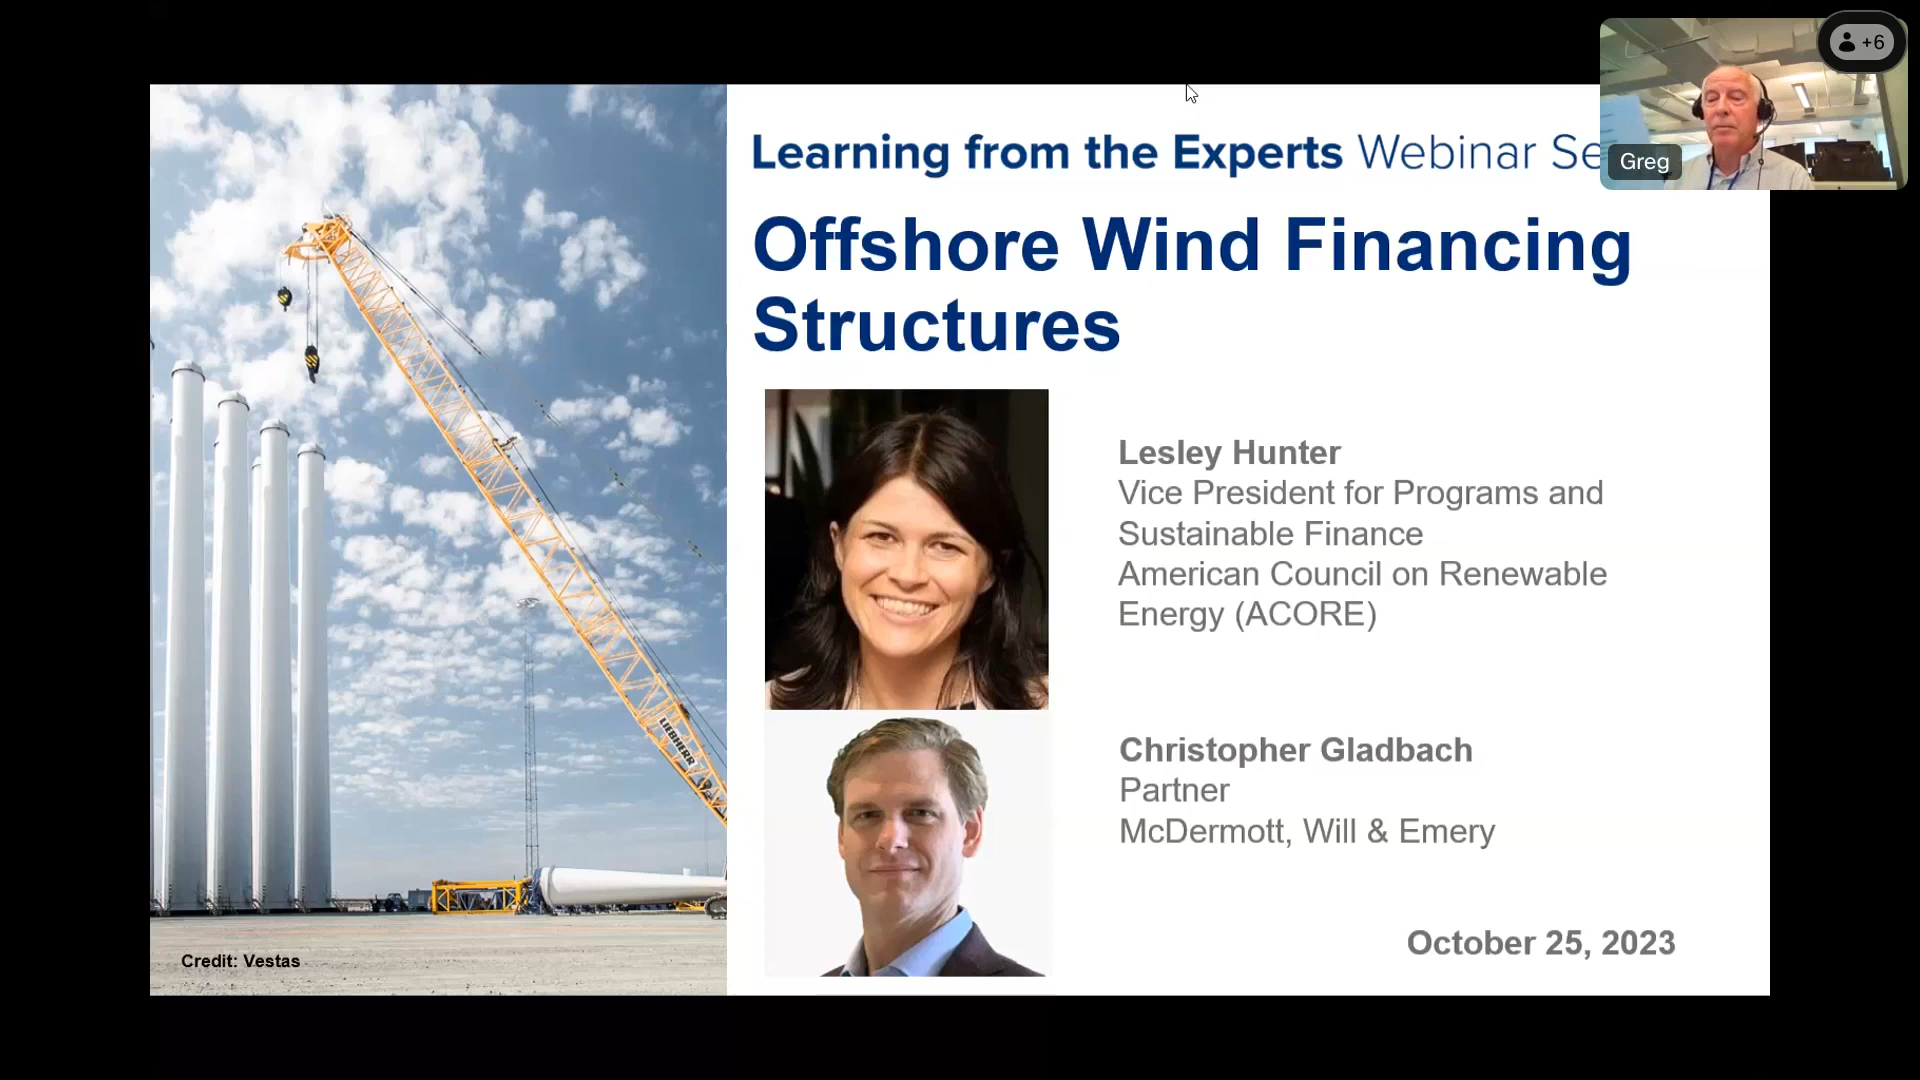 +6
Greg
Learning from the Experts Webinar Se
Offshore Wind Financing
Structures
Lesley Hunter
Vice President for Programs and
Sustainable Finance
American Council on Renewable
Energy (ACORE)
LIEBHERR
Christopher Gladbach
Partner
McDermott, Will & Emery
October 25, 2023
Credit: Vestas